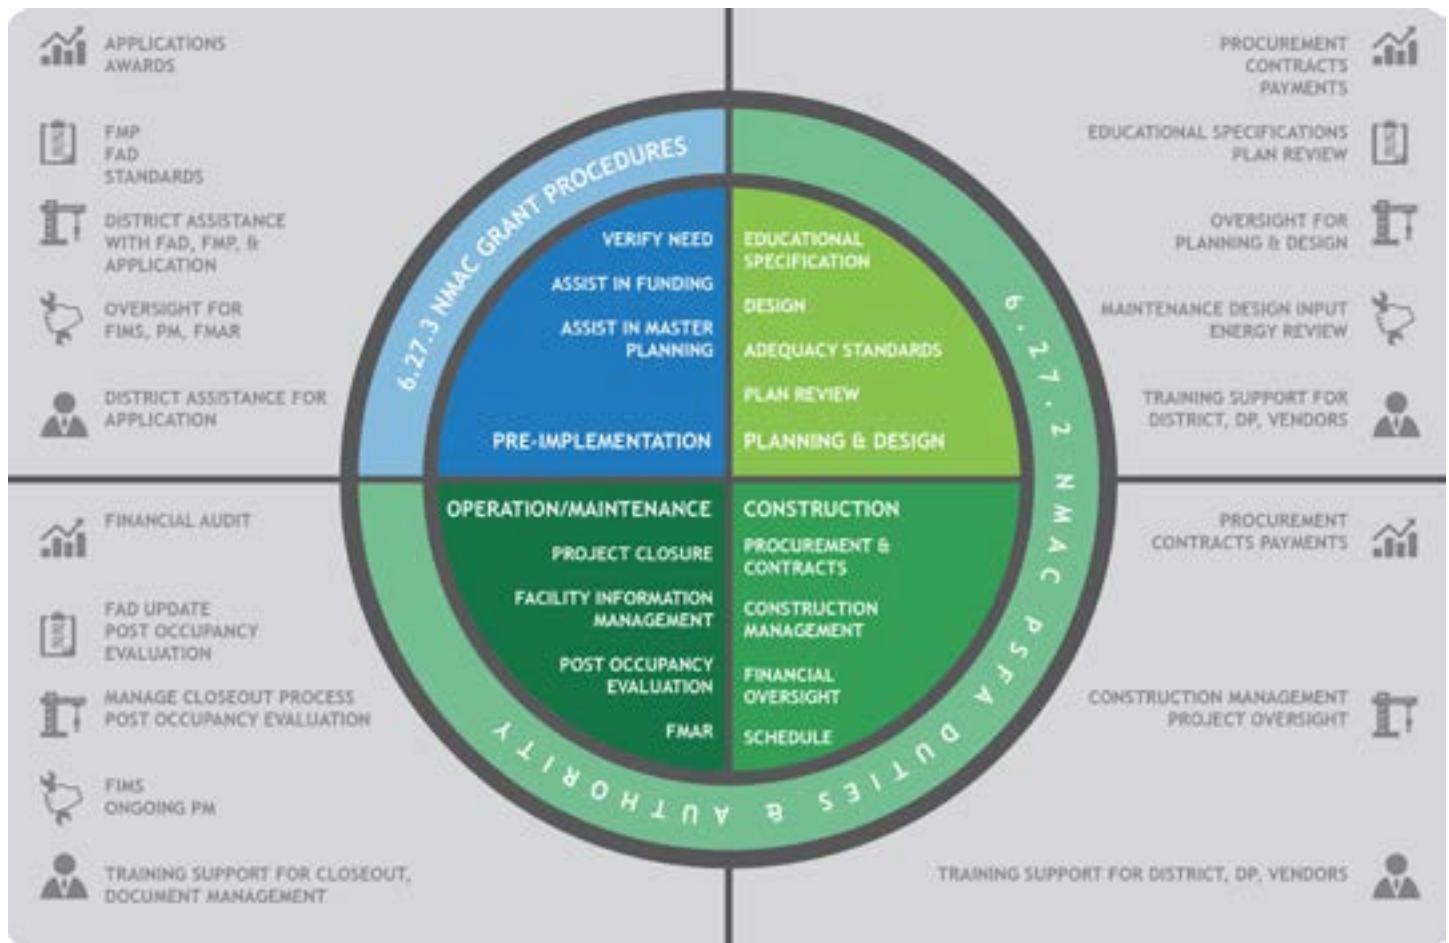 APPLICATIONS
AWARDS
FMP
FAD
STANDARDS
DISTRICT ASSISTANCE
WITH FAD, FMP, &
APPLICATION
OVERSIGHT FOR
FIMS, PM, FMAR
DISTRICT ASSISTANCE FOR
APPLICATION
PROCUREMENT
CONTRACTS
PAYMENTS
EDUCATIONAL SPECIFICATIONS
PLAN REVIEW
OVERSIGHT FOR
PLANNING & DESIGN
MAINTENANCE DESIGN INPUT
ENERGY REVIEW
TRAINING SUPPORT FOR
DISTRICT, DP, VENDORS
6.27.3 NMAC GRANT PROCEDURES
VERIFY NEED
ASSIST IN FUNDING
ASSIST IN MASTER
PLANNING
PRE-IMPLEMENTATION
EDUCATIONAL
SPECIFICATION
DESIGN
ADEQUACY STANDARDS
PLAN REVIEW
PLANNING & DESIGN
6.27.2 NMAC PSFA DUTIES & AUTHORITY
OPERATION/MAINTENANCE
PROJECT CLOSURE
FACILITY INFORMATION
MANAGEMENT
POST OCCUPANCY
EVALUATION
FMAR
CONSTRUCTION
PROCUREMENT &
CONTRACTS
CONSTRUCTION
MANAGEMENT
FINANCIAL
OVERSIGHT
SCHEDULE
FINANCIAL AUDIT
FAD UPDATE
POST OCCUPANCY
EVALUATION
MANAGE CLOSEOUT PROCESS
POST OCCUPANCY EVALUATION
FIMS
ONGOING PM
TRAINING SUPPORT FOR CLOSEOUT,
DOCUMENT MANAGEMENT
PROCUREMENT
CONTRACTS PAYMENTS
CONSTRUCTION MANAGEMENT
PROJECT OVERSIGHT
TRAINING SUPPORT FOR DISTRICT, DP, VENDORS